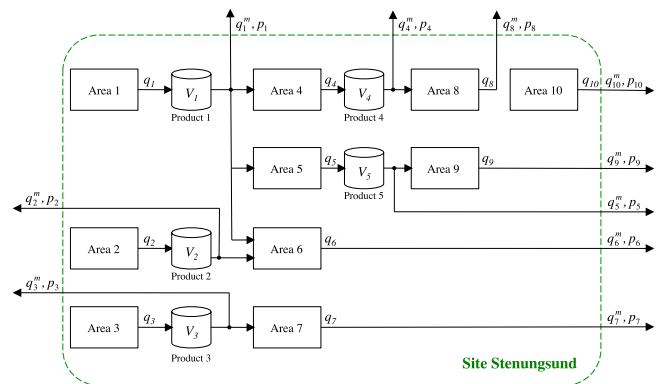 q₁ᵐ, p₁
q₄ᵐ, p₄
q₈ᵐ, p₈
Area 1
q₁
V₁
Product 1
Area 4
q₄
V₄
Product 4
Area 8
q₈
Area 10
q₁₀
q₁₀ᵐ, p₁₀
Area 5
q₅
V₅
Product 5
Area 9
q₉
q₉ᵐ, p₉
q₂ᵐ, p₂
q₅ᵐ, p₅
Area 2
q₂
V₂
Product 2
Area 6
q₆
q₆ᵐ, p₆
q₃ᵐ, p₃
Area 3
q₃
V₃
Product 3
Area 7
q₇
q₇ᵐ, p₇
Site Stenungsund